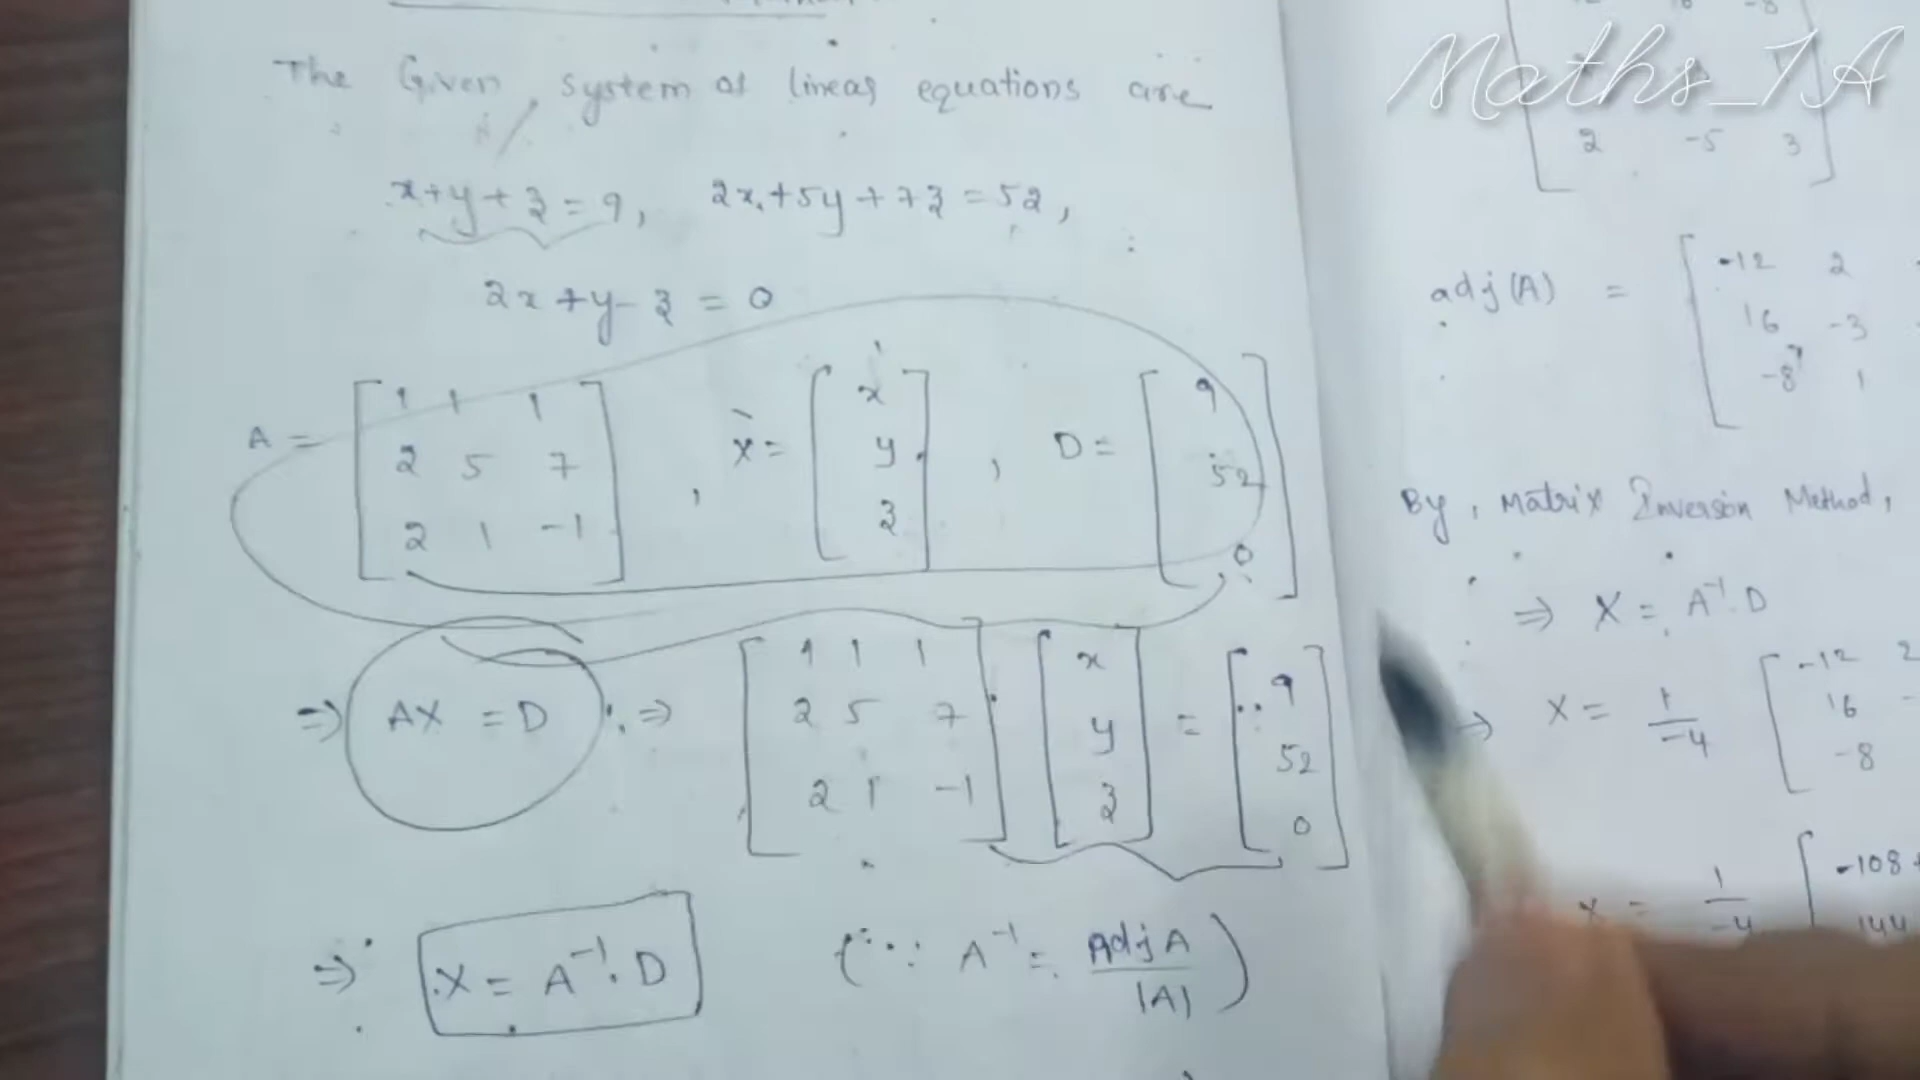 The Given system of linear equations are
x+y+z=9, 2x+5y+7z=52,
2x+y-z=0
A = [ 1 1 1
2 5 7
2 1 -1 ] , X = [ x
y
z ] , D = [ 9
52
0 ]
⇒ AX = D ⇒ [ 1 1 1
2 5 7
2 1 -1 ] . [ x
y
z ] = [ 9
52
0 ]
⇒ X = A⁻¹. D (∵ A⁻¹ = Adj A / |A| )
Maths_1A
-8
2 -5 3
adj(A) = [ -12 2
16 -3
-8 1
By, Matrix Inversion Method,
⇒ X = A⁻¹. D
⇒ X = 1/-4 [ -12 2
16 -
-8
X = 1/-4 [ -108 +
144